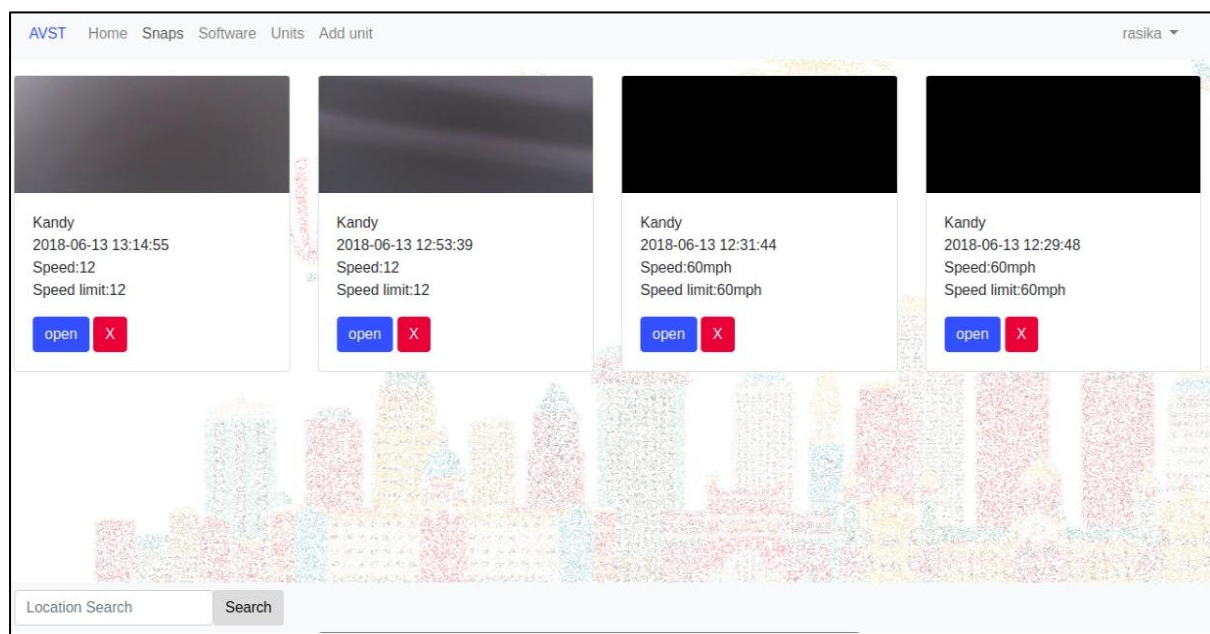 AVST Home Snaps Software Units Add unit rasika
Kandy
2018-06-13 13:14:55
Speed:12
Speed limit:12
open X
Kandy
2018-06-13 12:53:39
Speed:12
Speed limit:12
open X
Kandy
2018-06-13 12:31:44
Speed:60mph
Speed limit:60mph
open X
Kandy
2018-06-13 12:29:48
Speed:60mph
Speed limit:60mph
open X
Location Search Search